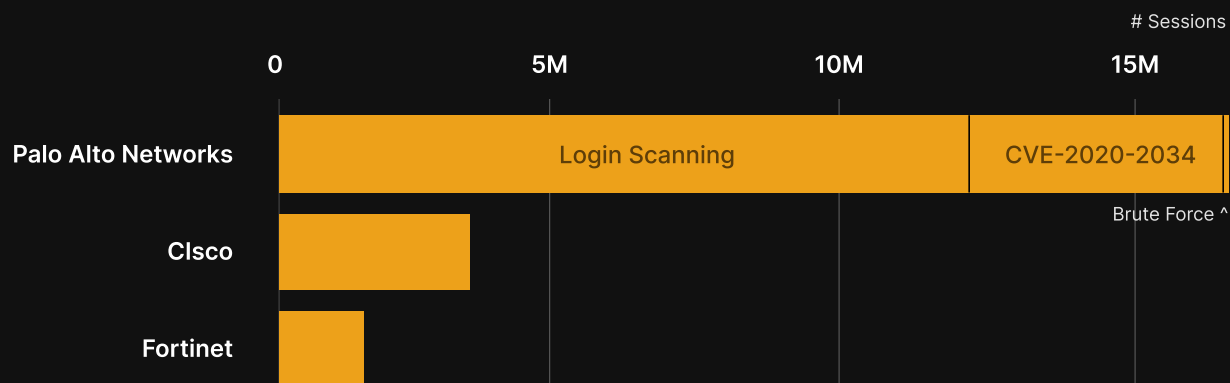 # Sessions
0 5M 10M 15M
Palo Alto Networks Login Scanning CVE-2020-2034
Brute Force ^
CIsco
Fortinet